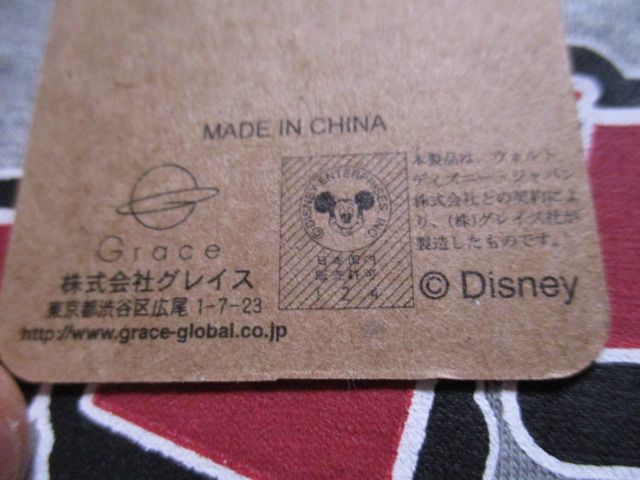 MADE IN CHINA
Grace
株式会社グレイス
東京都渋谷区広尾 1-7-23
http://www.grace-global.co.jp
©DISNEY ENTERPRISES INC.
日本国内
販売許可
124
本製品は、ウォルト
ディズニー・ジャパン
株式会社との契約によ
り、(株)グレイス社が
製造したものです。
© Disney